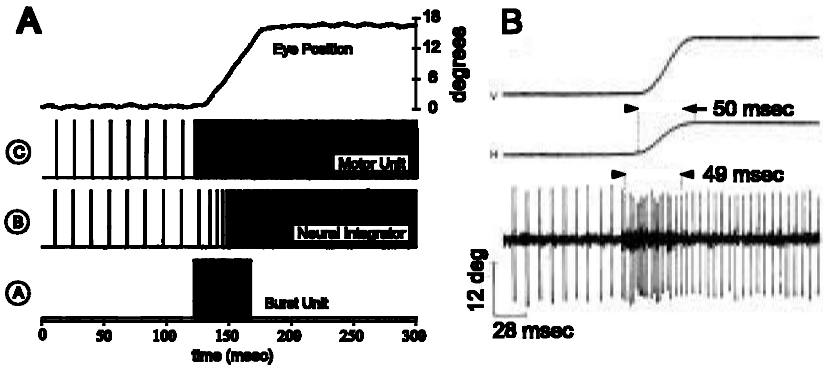 A
18
12
6
0
degrees
Eye Position
C
Motor Unit
B
Neural Integrator
A
Burst Unit
0 50 100 150 200 250 300
time (msec)
B
V
50 msec
H
49 msec
12 deg
28 msec